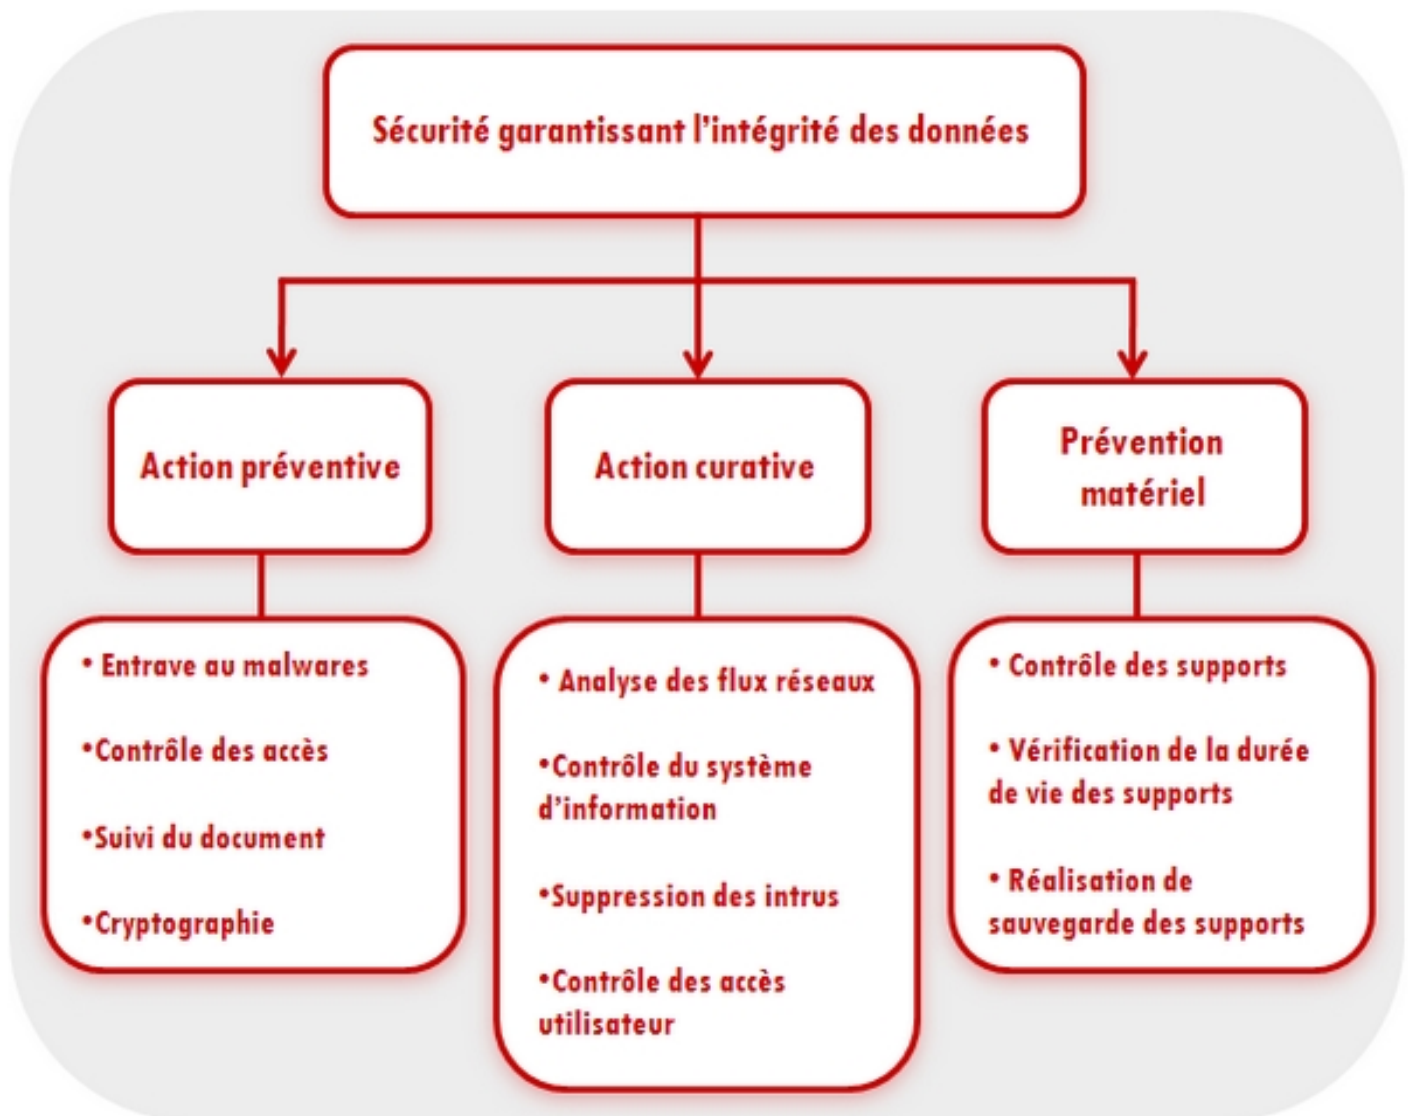 Sécurité garantissant l'intégrité des données
Action préventive
Action curative
Prévention
matériel
• Entrave au malwares
•Contrôle des accès
•Suivi du document
•Cryptographie
• Analyse des flux réseaux
•Contrôle du système
d'information
•Suppression des intrus
•Contrôle des accès
utilisateur
• Contrôle des supports
• Vérification de la durée
de vie des supports
• Réalisation de
sauvegarde des supports